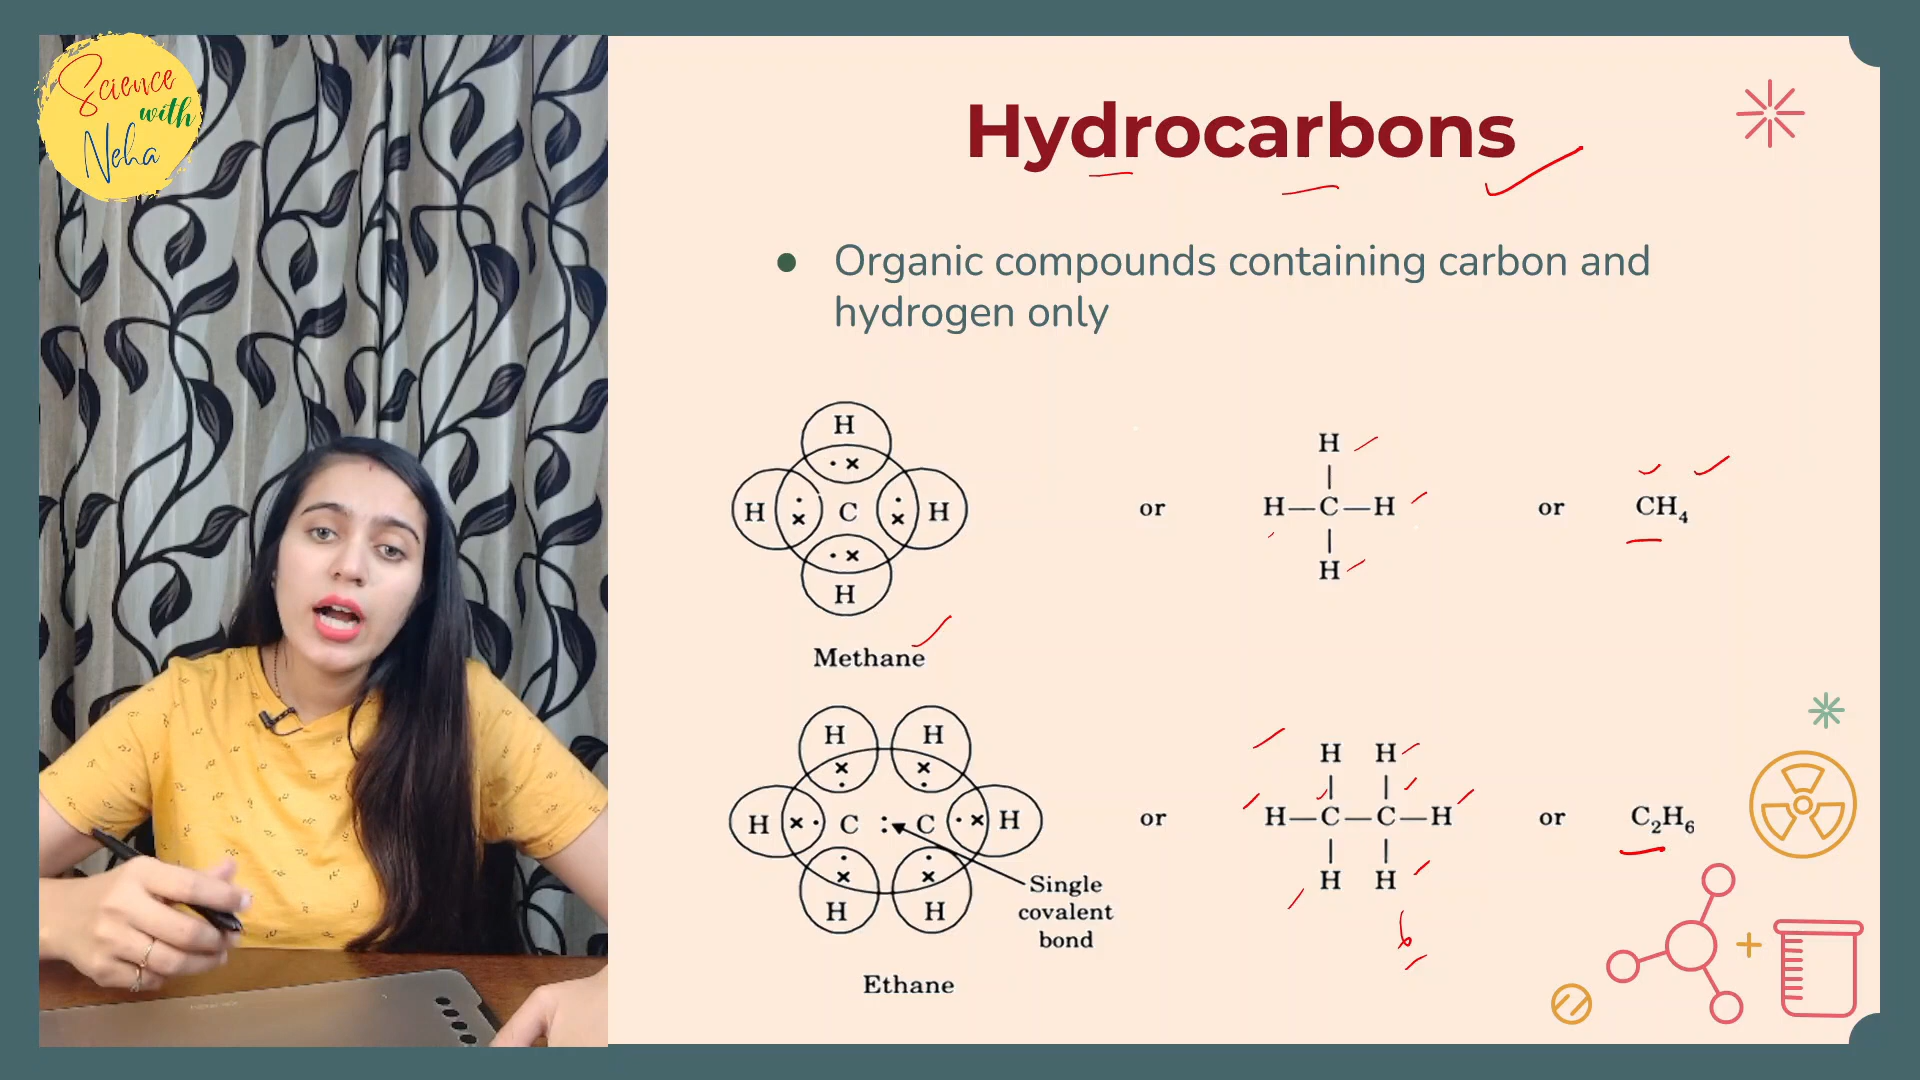 Science
with
Neha
Hydrocarbons
● Organic compounds containing carbon and
hydrogen only
H
H C H
H
Methane
or
H
H—C—H
H
or
CH₄
H H
H C : C H
H H
Single
covalent
bond
Ethane
or
H H
H—C—C—H
H H
6
or
C₂H₆